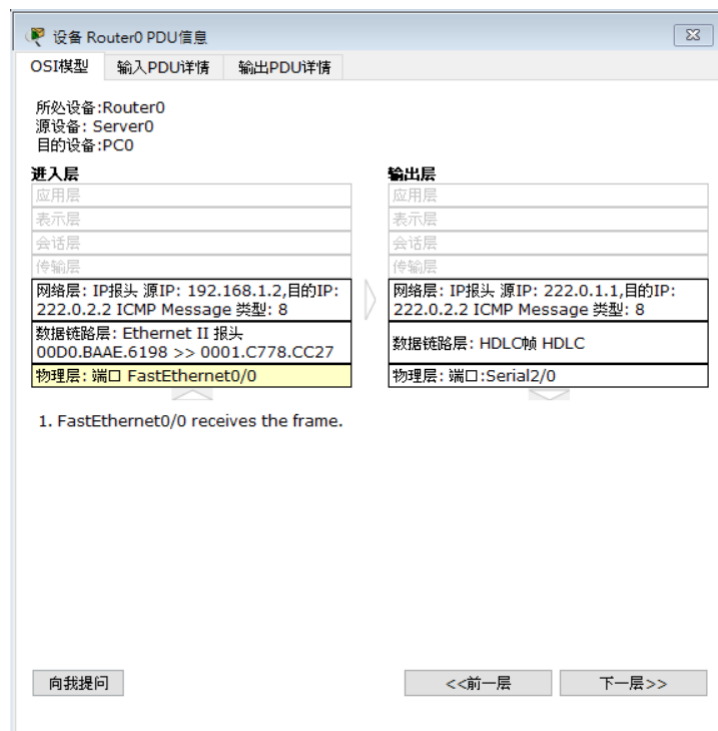 设备 Router0 PDU信息
OSI模型 输入PDU详情 输出PDU详情
所处设备:Router0
源设备: Server0
目的设备:PC0
进入层
应用层
表示层
会话层
传输层
网络层: IP报头 源IP: 192.168.1.2,目的IP:
222.0.2.2 ICMP Message 类型: 8
数据链路层: Ethernet II 报头
00D0.BAAE.6198 >> 0001.C778.CC27
物理层: 端口 FastEthernet0/0
输出层
应用层
表示层
会话层
传输层
网络层: IP报头 源IP: 222.0.1.1,目的IP:
222.0.2.2 ICMP Message 类型: 8
数据链路层: HDLC帧 HDLC
物理层: 端口:Serial2/0
1. FastEthernet0/0 receives the frame.
向我提问 <<前一层 下一层>>